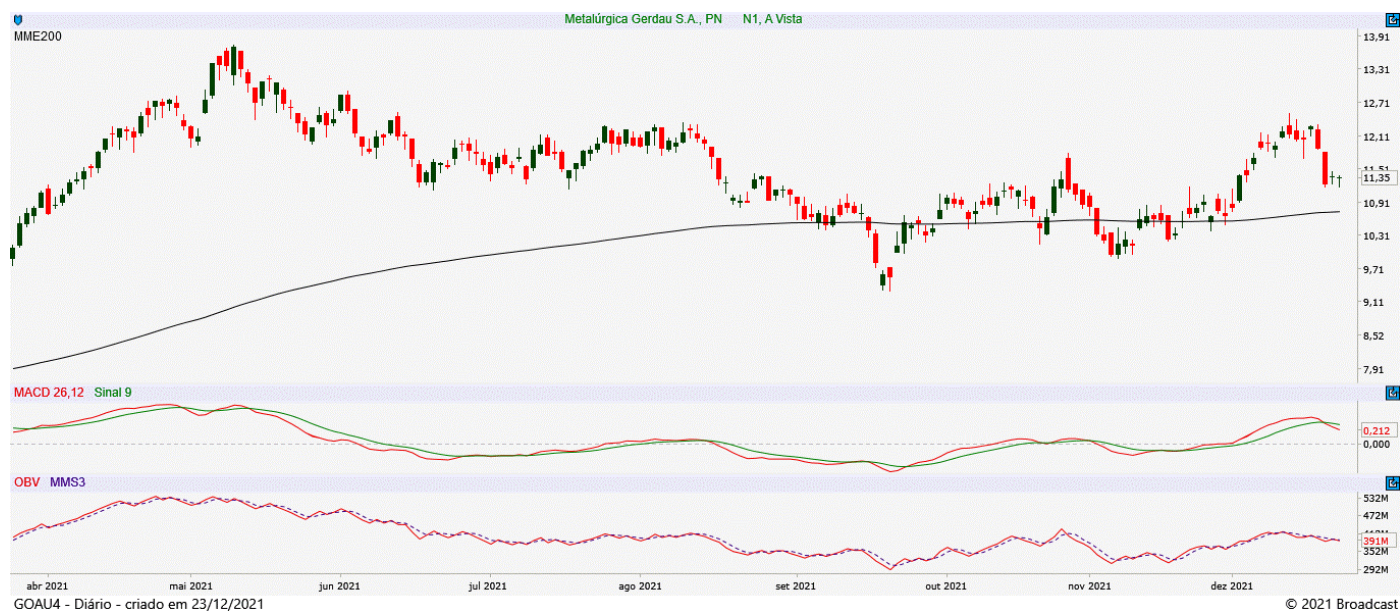 Metalúrgica Gerdau S.A., PN N1, A Vista
MME200
13,91
13,31
12,71
12,11
11,51
11,35
10,91
10,31
9,71
9,11
8,52
7,91
MACD 26,12 Sinal 9
0,212
0,000
OBV MMS3
532M
472M
391M
352M
292M
abr 2021 mai 2021 jun 2021 jul 2021 ago 2021 set 2021 out 2021 nov 2021 dez 2021
GOAU4 - Diário - criado em 23/12/2021 © 2021 Broadcast